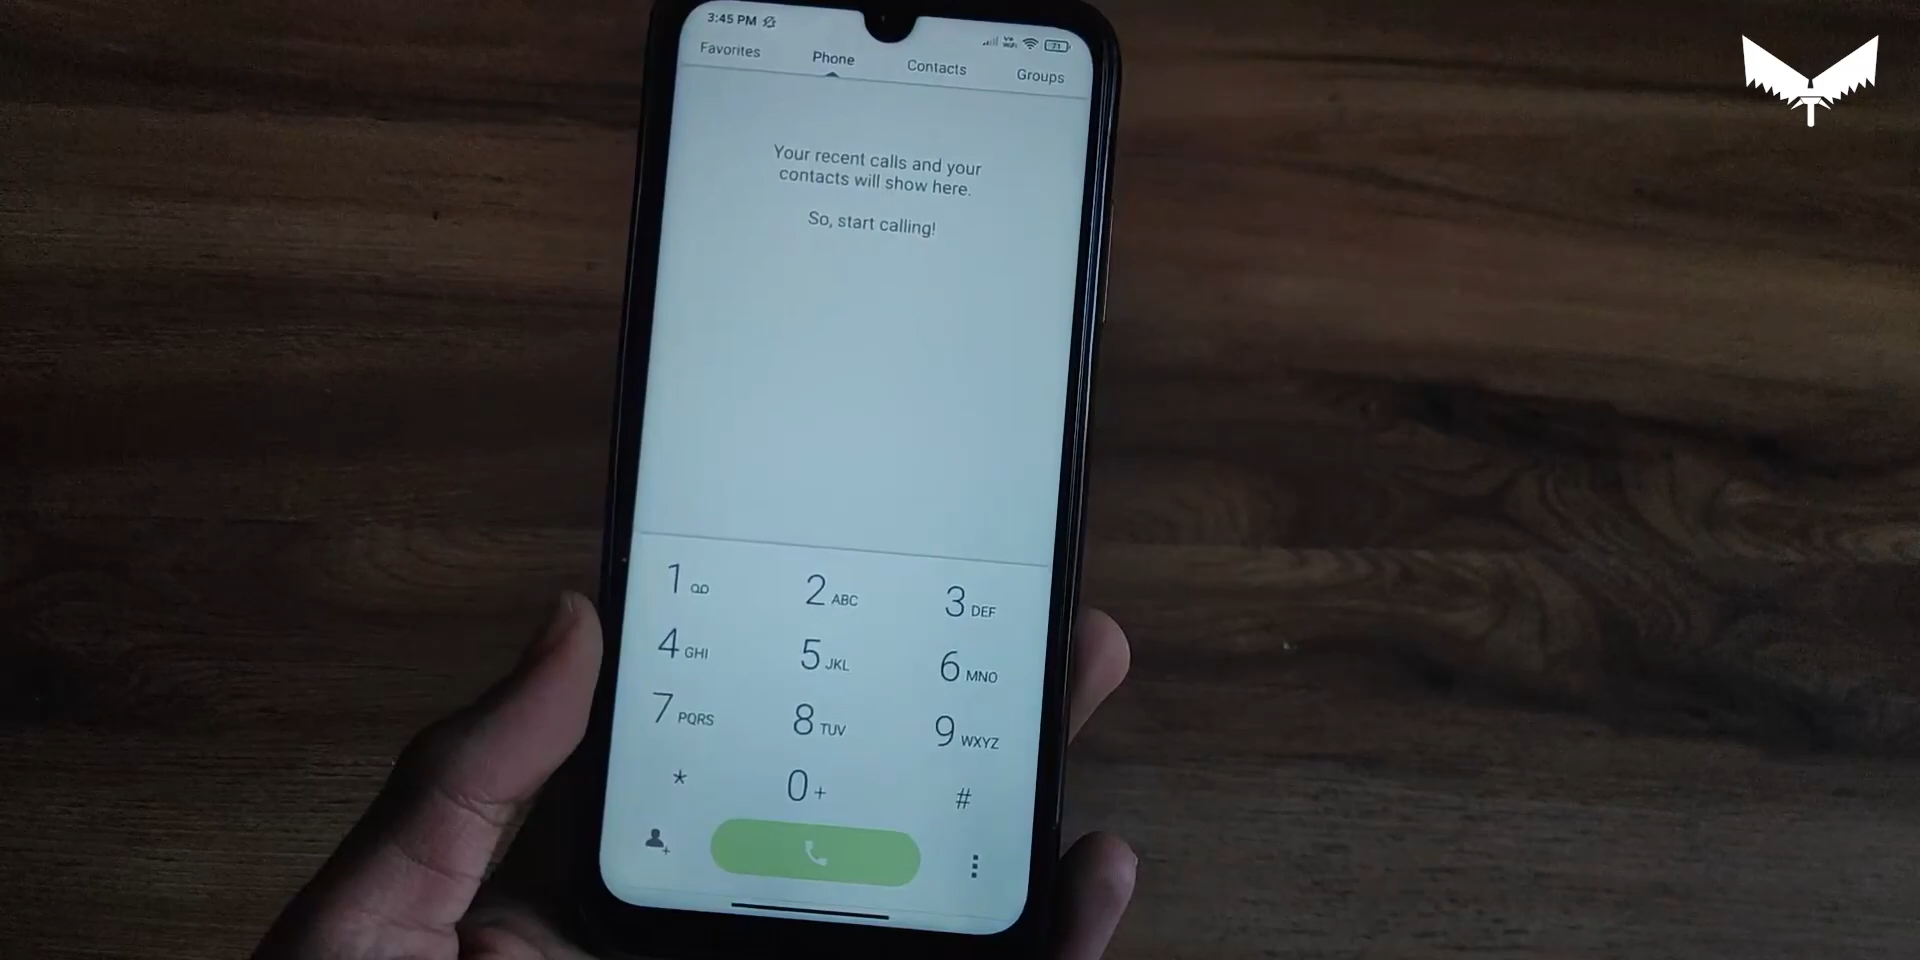 3:45 PM
71
Favorites Phone Contacts Groups
Your recent calls and your
contacts will show here.
So, start calling!
1 2 ABC 3 DEF
4 GHI 5 JKL 6 MNO
7 PQRS 8 TUV 9 WXYZ
* 0 + #